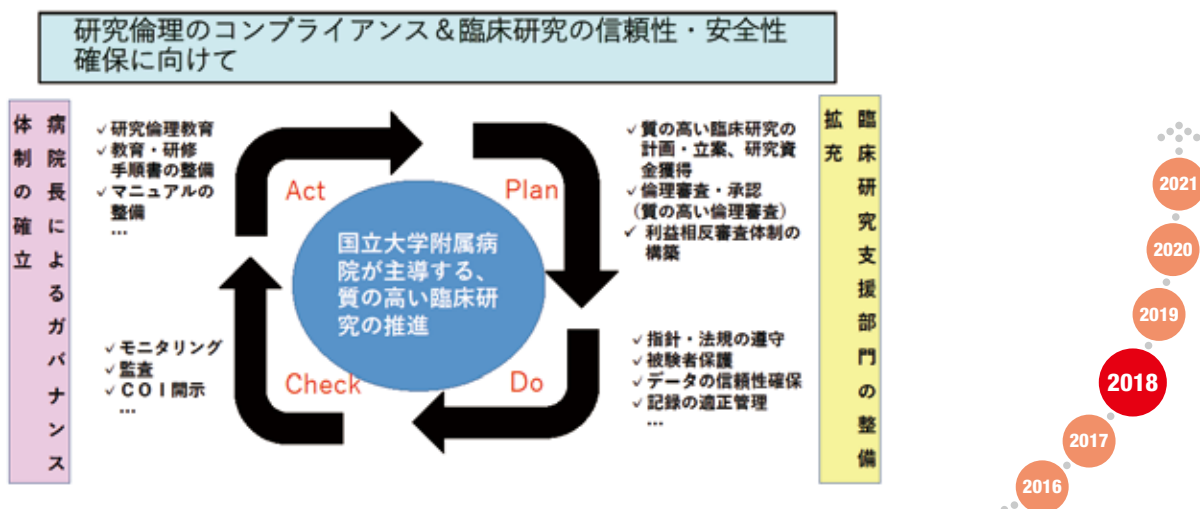 研究倫理のコンプライアンス＆臨床研究の信頼性・安全性
確保に向けて
病院長によるガバナンス
体制の確立
✓研究倫理教育
✓教育・研修
手順書の整備
✓マニュアルの
整備
…
Act
Plan
✓質の高い臨床研究の
計画・立案、研究資
金獲得
✓倫理審査・承認
（質の高い倫理審査）
✓ 利益相反審査体制の
構築
国立大学附属病
院が主導する、
質の高い臨床研
究の推進
✓モニタリング
✓監査
✓ＣＯＩ開示
…
Check
Do
✓指針・法規の遵守
✓被験者保護
✓データの信頼性確保
✓記録の適正管理
…
臨床研究支援部門の整備
拡充
2021
2020
2019
2018
2017
2016